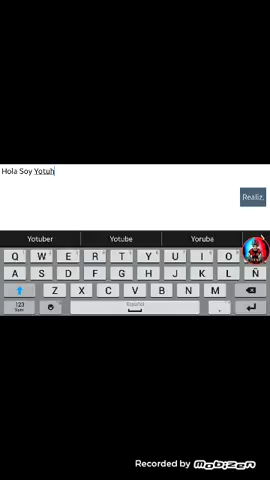 Hola Soy Yotuh
Realiz.
Yotuber Yotube Yoruba
Q W E R T Y U I O
A S D F G H J K L Ñ
Z X C V B N M
123
Sym
Español
.
Recorded by mobizen